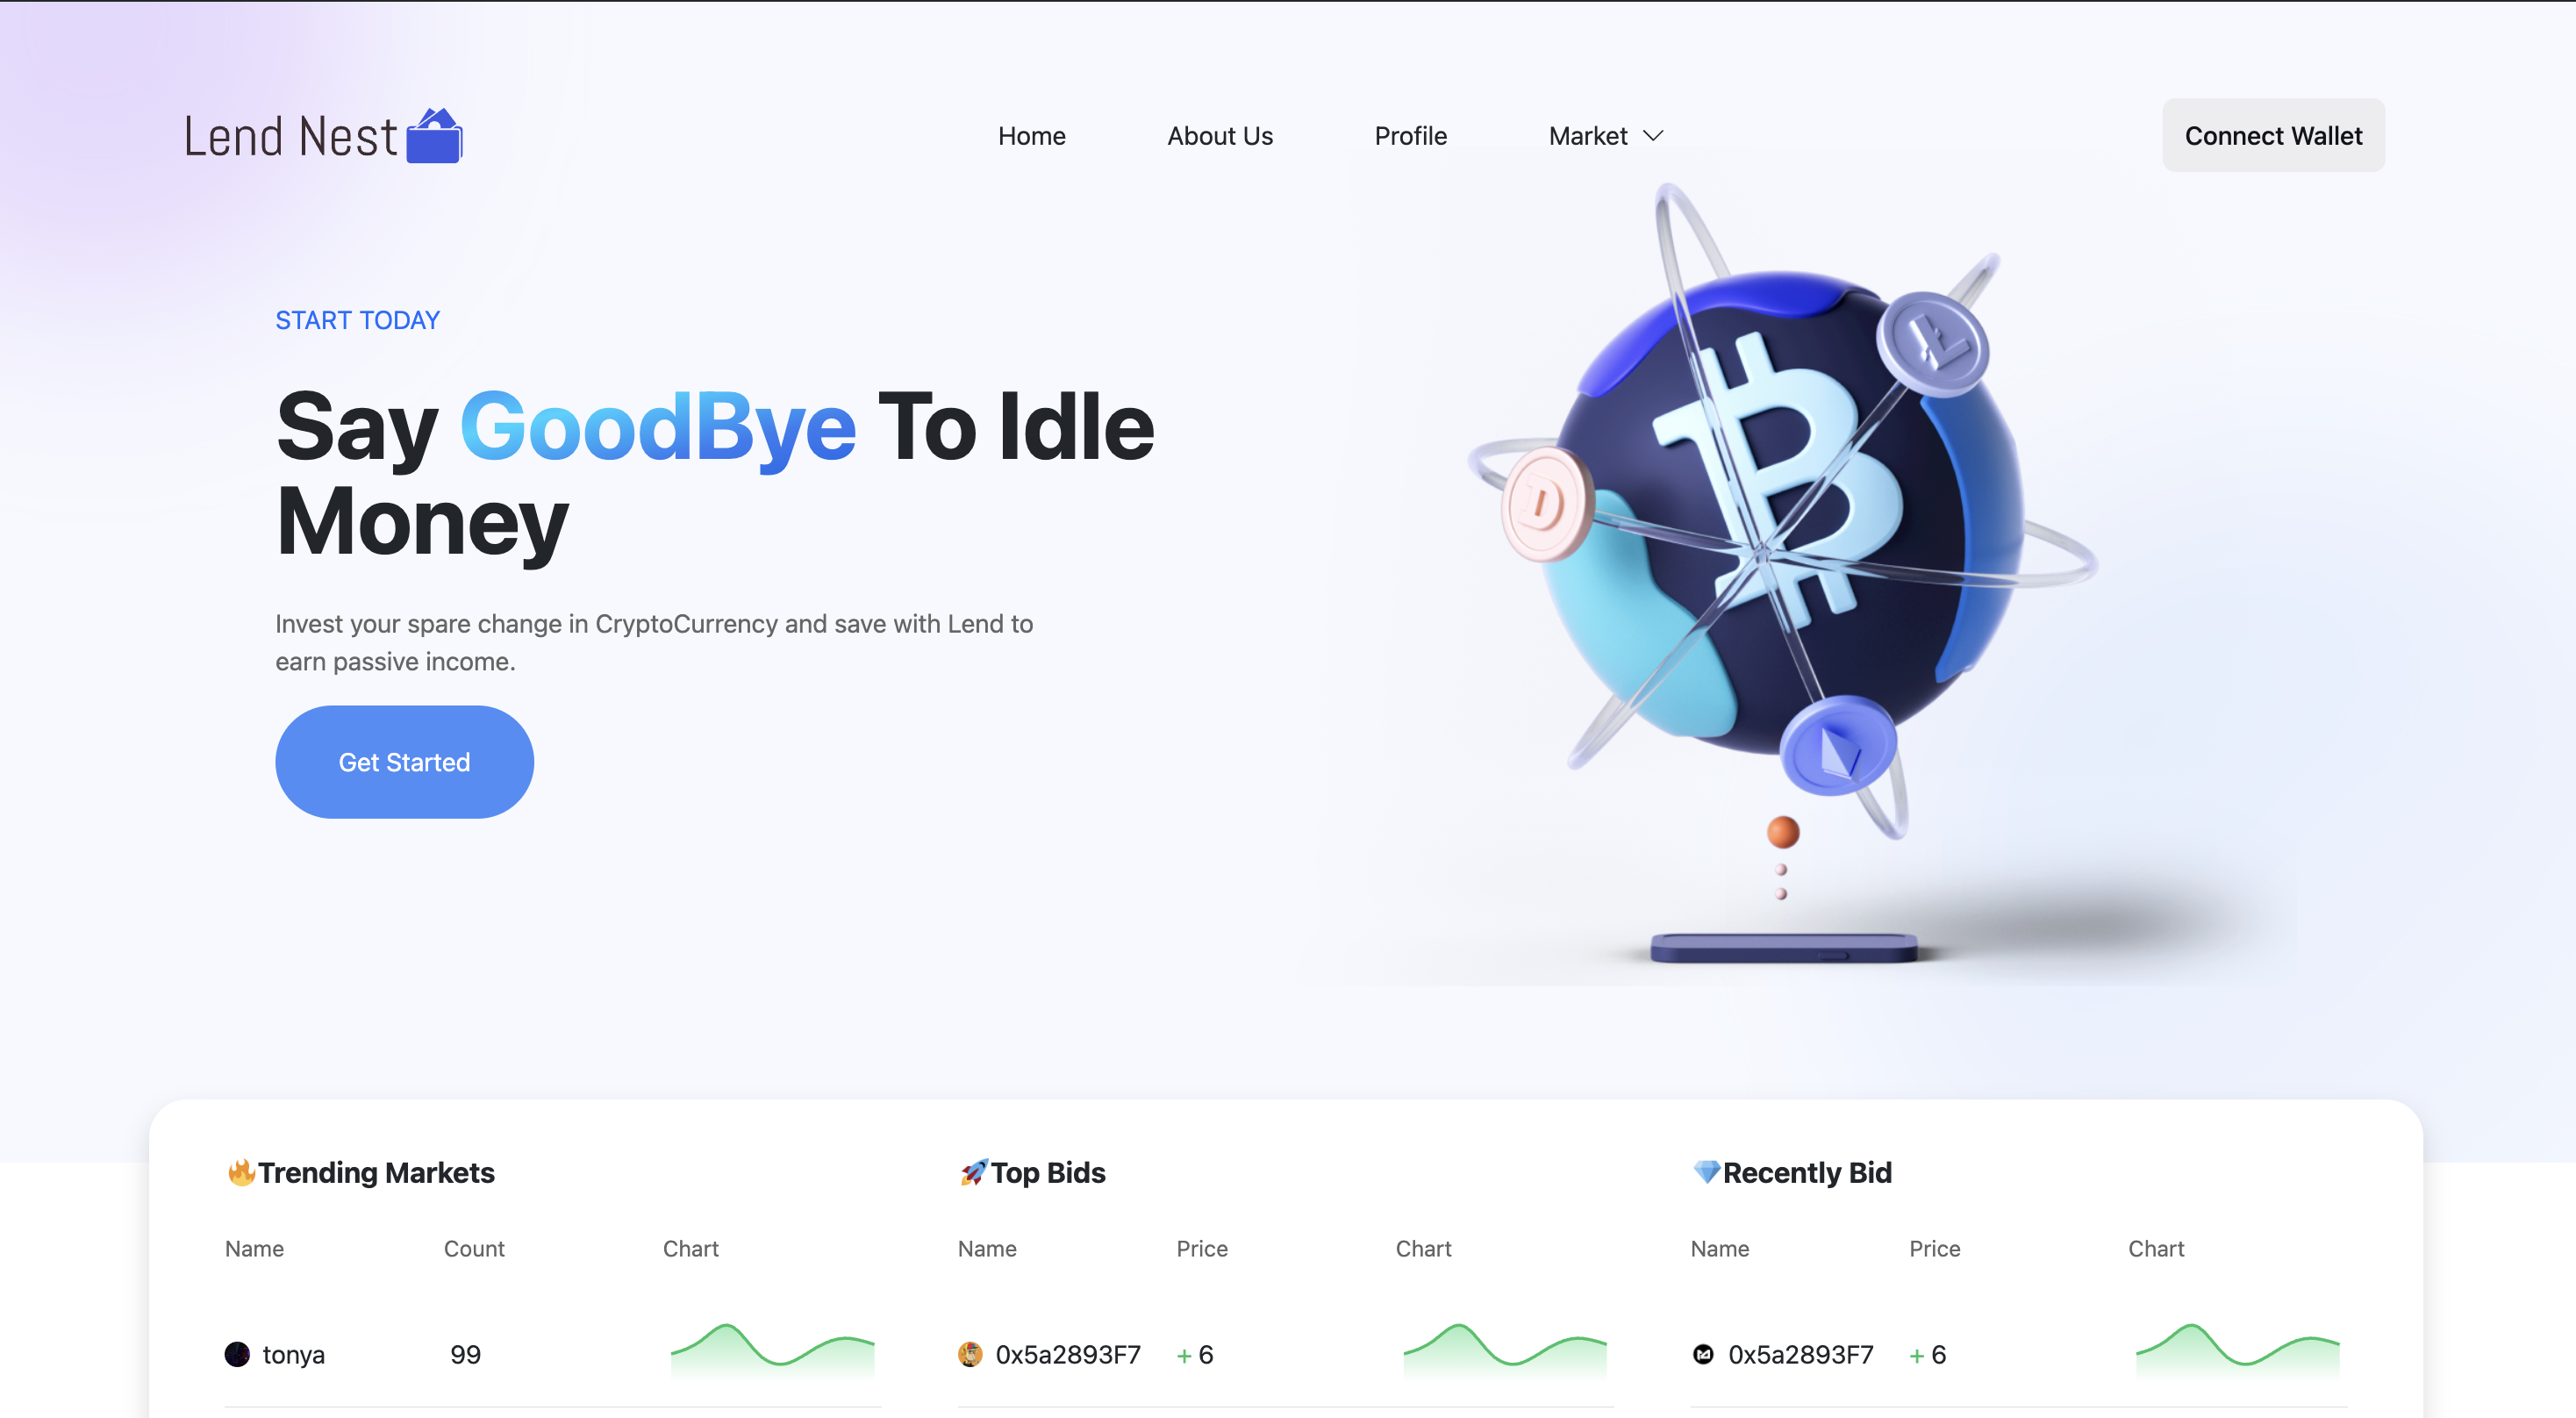 Lend Nest
Home
About Us
Profile
Market
Connect Wallet
START TODAY
Say GoodBye To Idle
Money
Invest your spare change in CryptoCurrency and save with Lend to
earn passive income.
Get Started
🔥Trending Markets
Name Count Chart
tonya 99
🚀Top Bids
Name Price Chart
0x5a2893F7 + 6
💎Recently Bid
Name Price Chart
0x5a2893F7 + 6